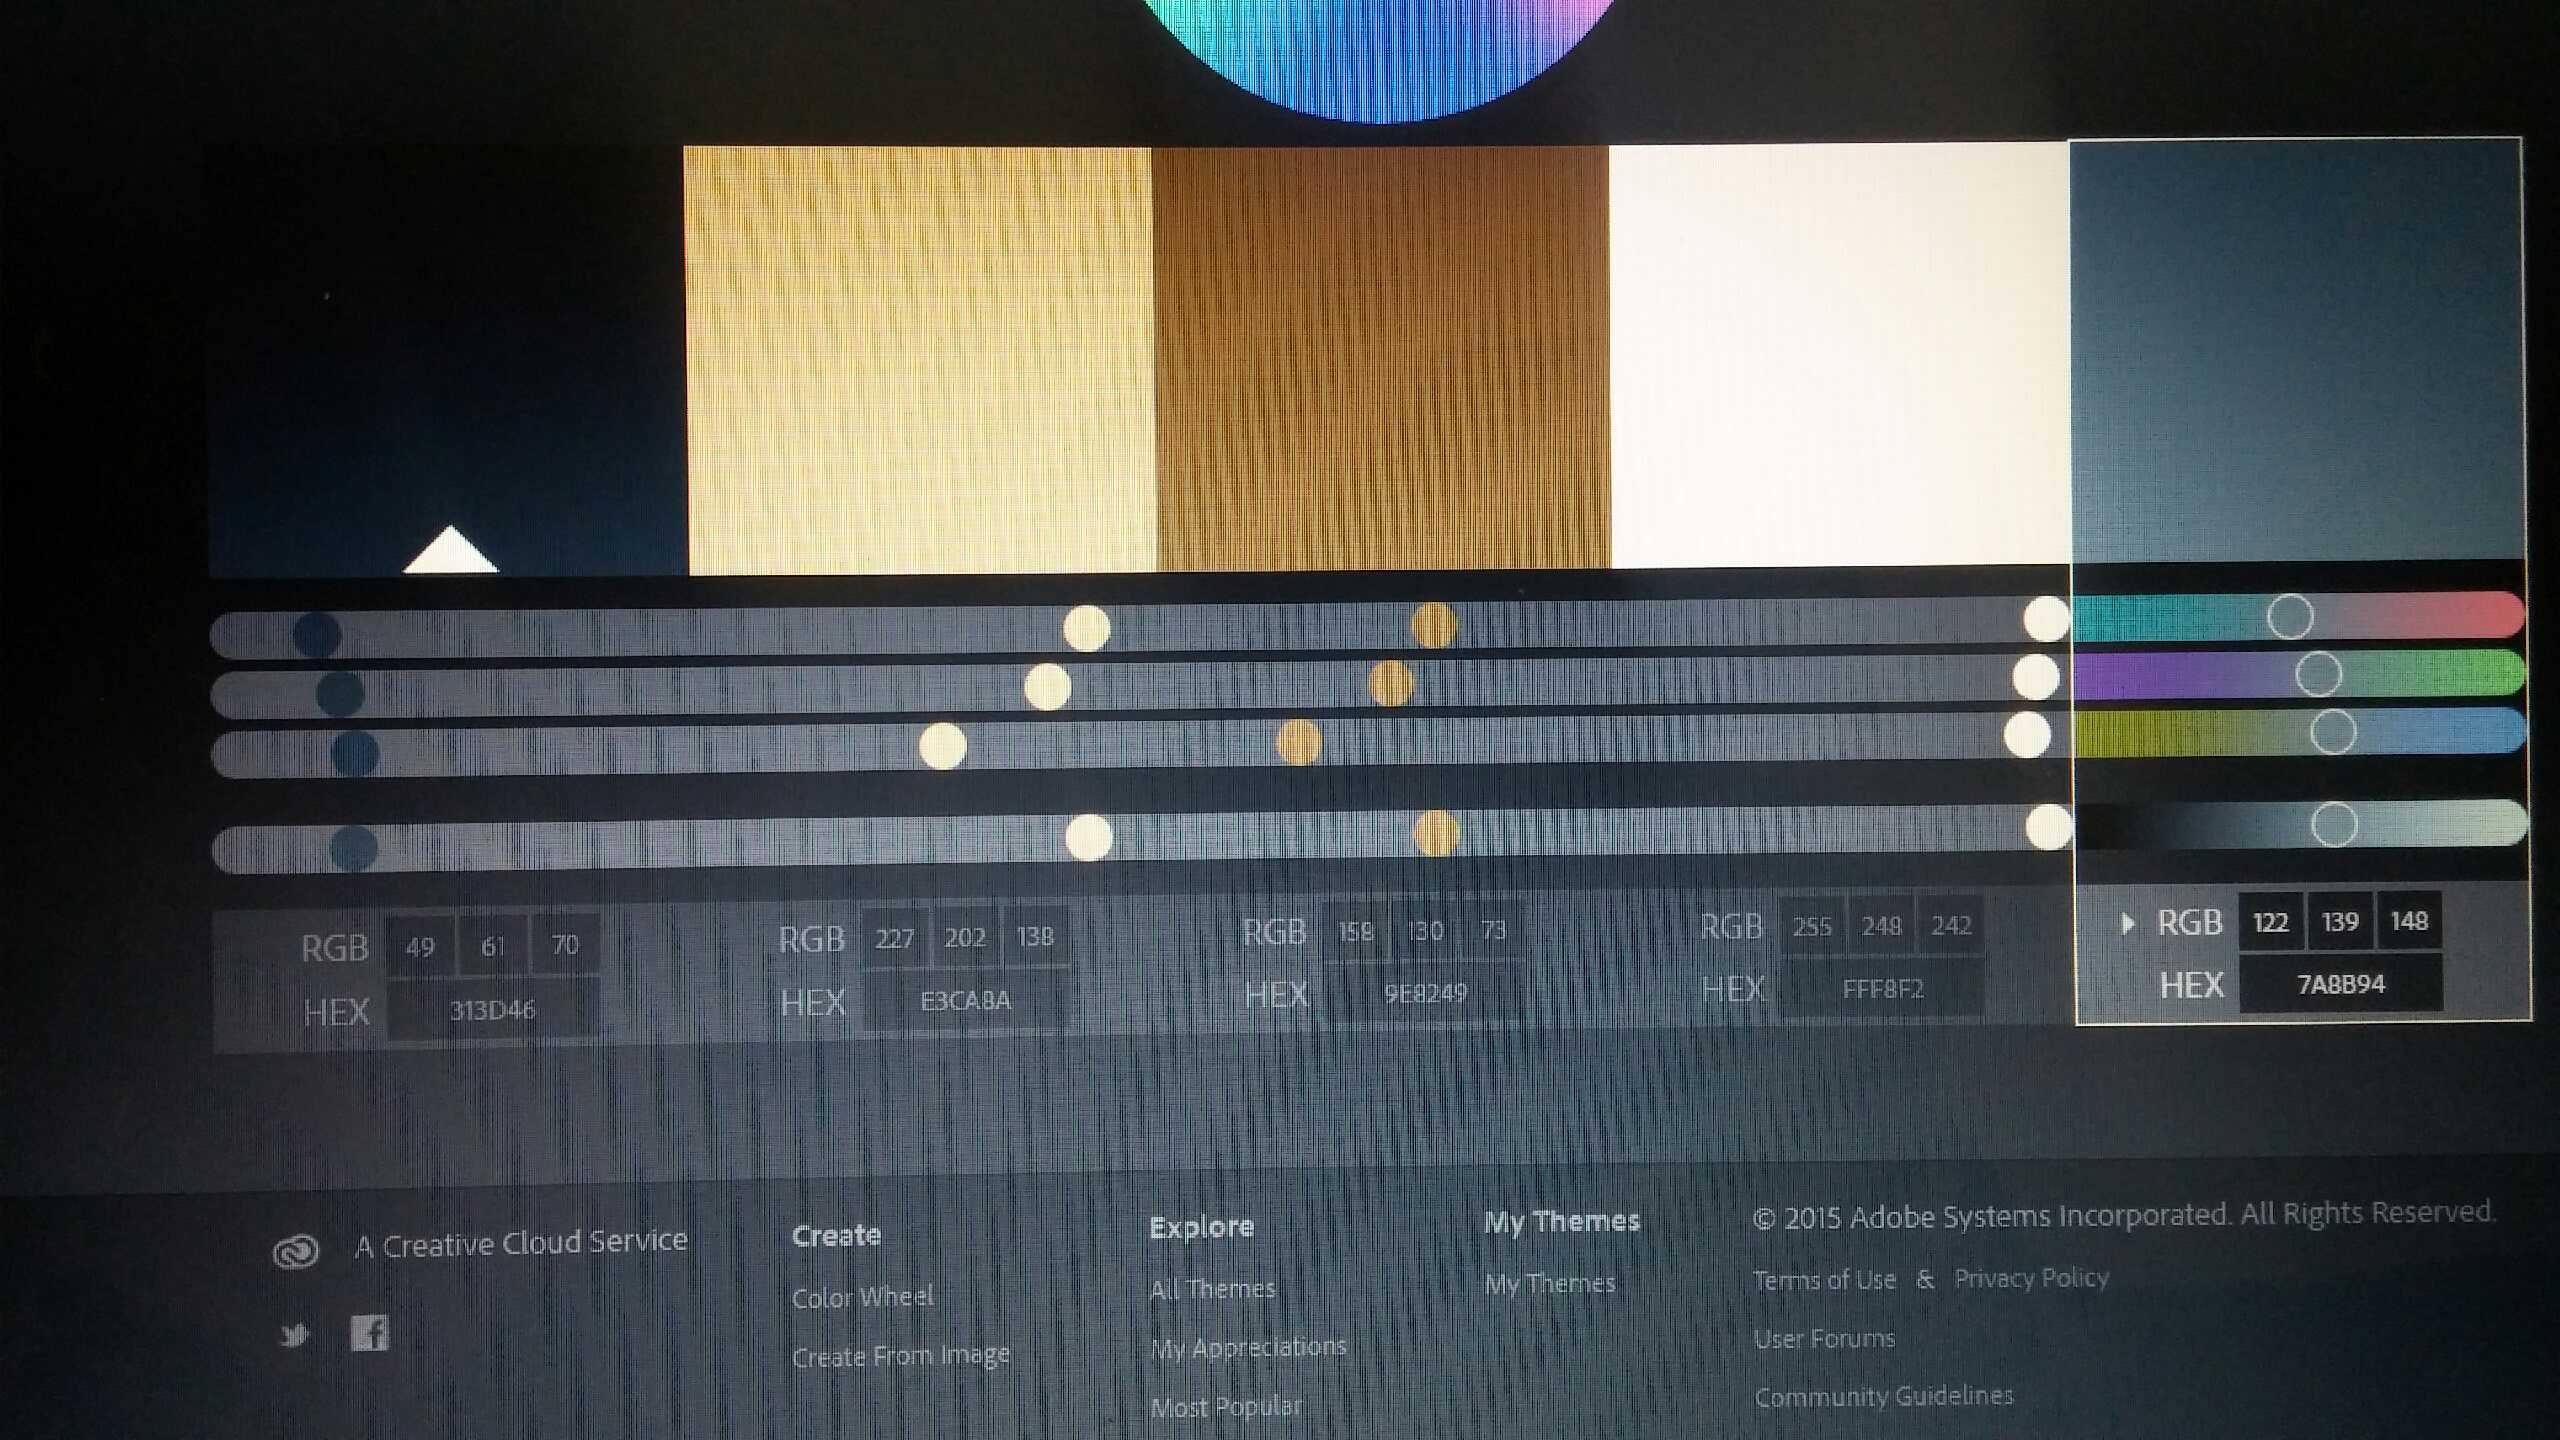 RGB 49 61 70
HEX 313D46
RGB 227 202 138
HEX E3CA8A
RGB 158 130 73
HEX 9E8249
RGB 255 248 242
HEX FFF8F2
RGB 122 139 148
HEX 7A8B94
A Creative Cloud Service
Create
Color Wheel
Create From Image
Explore
All Themes
My Appreciations
Most Popular
My Themes
My Themes
© 2015 Adobe Systems Incorporated. All Rights Reserved.
Terms of Use & Privacy Policy
User Forums
Community Guidelines